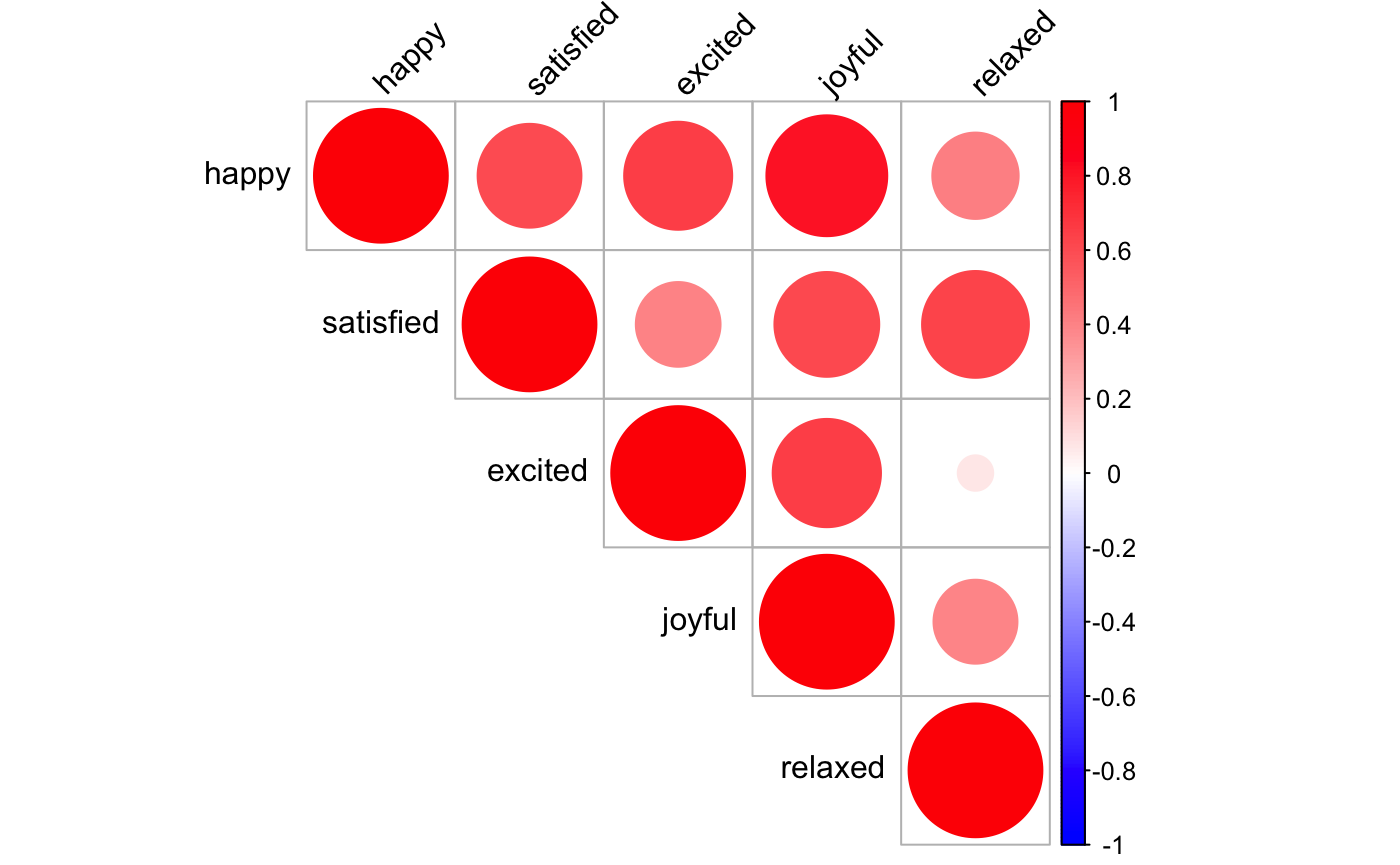 happy
satisfied
excited
joyful
relaxed
happy
satisfied
excited
joyful
relaxed
1
0.8
0.6
0.4
0.2
0
-0.2
-0.4
-0.6
-0.8
-1